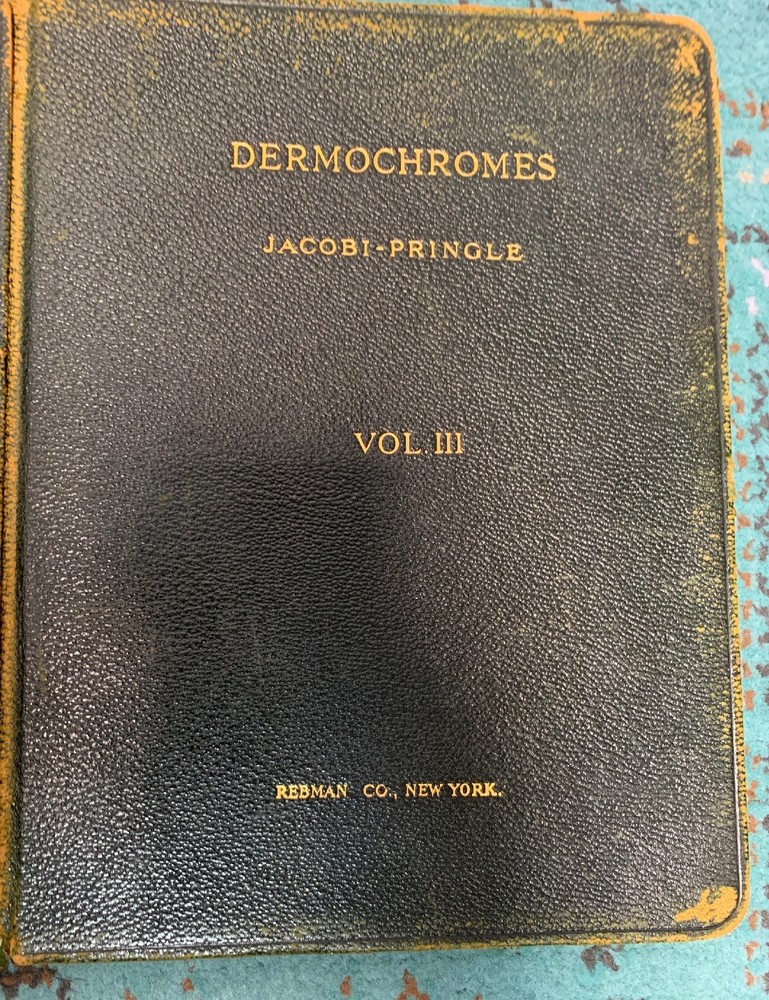 DERMOCHROMES
JACOBI-PRINGLE
VOL. III
REBMAN CO., NEW YORK.